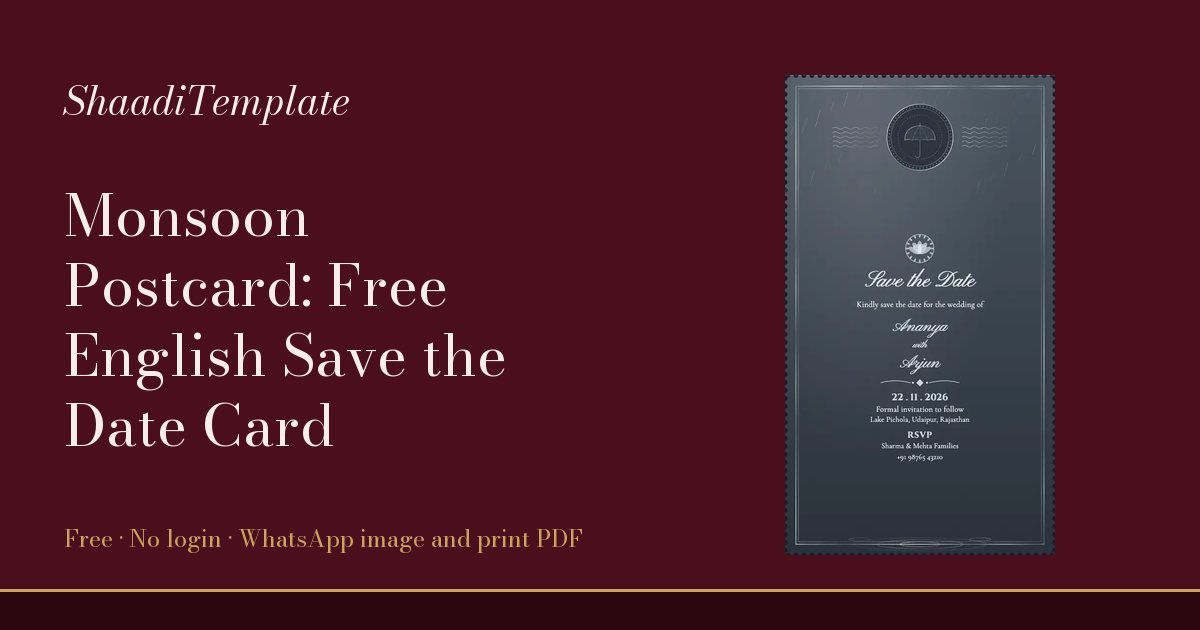 ShaadiTemplate
Monsoon
Postcard: Free
English Save the
Date Card
Free · No login · WhatsApp image and print PDF
Save the Date
Kindly save the date for the wedding of
Ananya
with
Arjun
22 . 11 . 2026
Formal invitation to follow
Lake Pichola, Udaipur, Rajasthan
RSVP
Sharma & Mehta Families
+91 98765 43210